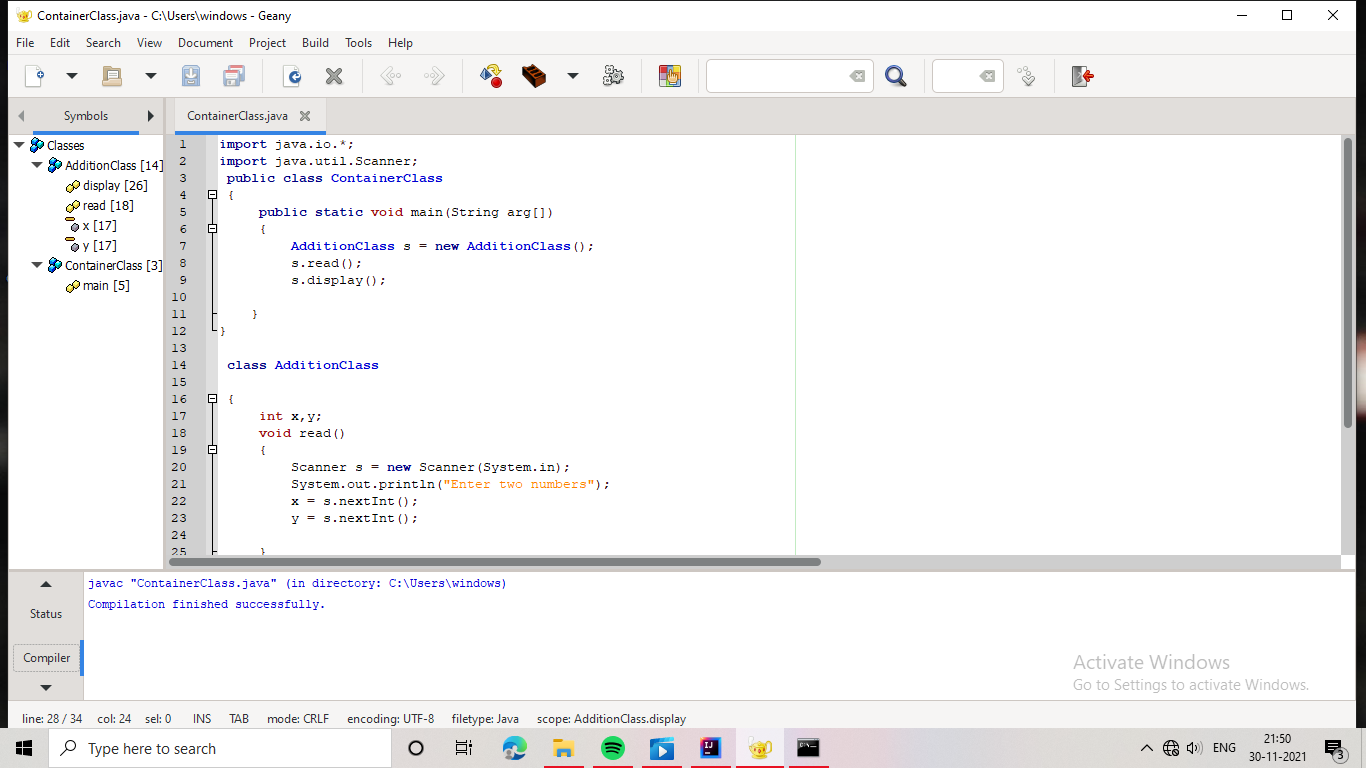 ContainerClass.java - C:\Users\windows - Geany
File Edit Search View Document Project Build Tools Help
Symbols
ContainerClass.java
Classes
AdditionClass [14]
display [26]
read [18]
x [17]
y [17]
ContainerClass [3]
main [5]
1 import java.io.*;
2 import java.util.Scanner;
3 public class ContainerClass
4 {
5 public static void main(String arg[])
6 {
7 AdditionClass s = new AdditionClass();
8 s.read();
9 s.display();
10
11 }
12 }
13
14 class AdditionClass
15
16 {
17 int x,y;
18 void read()
19 {
20 Scanner s = new Scanner(System.in);
21 System.out.println("Enter two numbers");
22 x = s.nextInt();
23 y = s.nextInt();
24
25 }
Status
Compiler
javac "ContainerClass.java" (in directory: C:\Users\windows)
Compilation finished successfully.
Activate Windows
Go to Settings to activate Windows.
line: 28 / 34 col: 24 sel: 0 INS TAB mode: CRLF encoding: UTF-8 filetype: Java scope: AdditionClass.display
Type here to search
ENG
21:50
30-11-2021
3